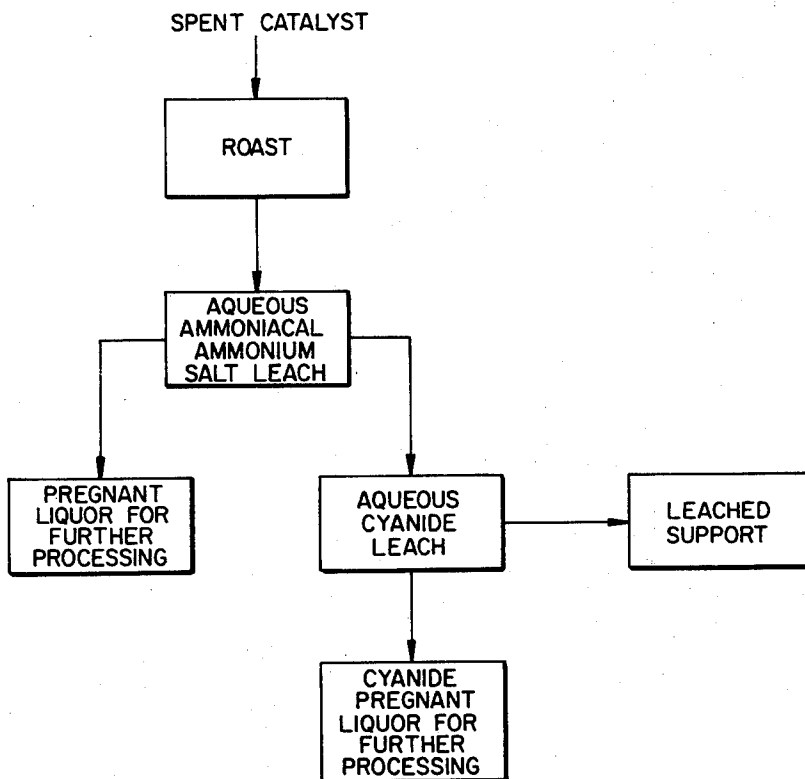 SPENT CATALYST
ROAST
AQUEOUS
AMMONIACAL
AMMONIUM
SALT LEACH
PREGNANT
LIQUOR FOR
FURTHER
PROCESSING
AQUEOUS
CYANIDE
LEACH
LEACHED
SUPPORT
CYANIDE
PREGNANT
LIQUOR FOR
FURTHER
PROCESSING